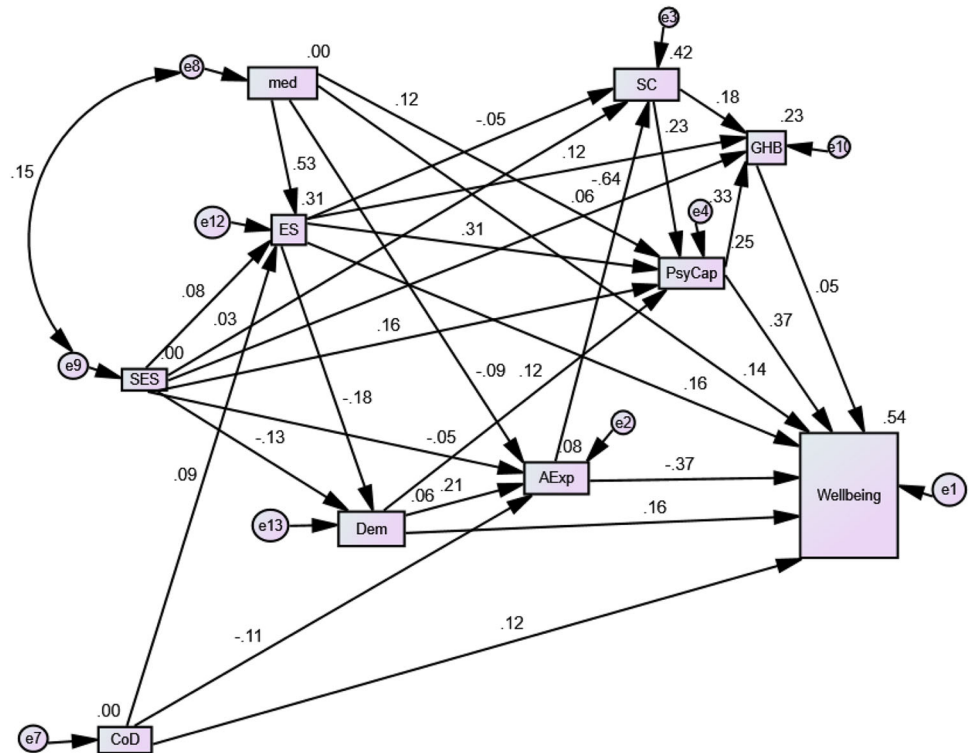 e3
.00
.42
e8
med
SC
.12
.18
.23
-.05
.23
GHB
e10
.15
.53
.12
-.64
.31
.06
.33
e12
ES
.31
e4
.25
PsyCap
.08
.05
.03
.37
.16
.00
e9
SES
-.09
.12
.14
.16
-.18
.54
e2
-.13
-.05
.08
.09
AExp
-.37
Wellbeing
e1
.06
.21
.16
e13
Dem
-.11
.12
.00
e7
CoD